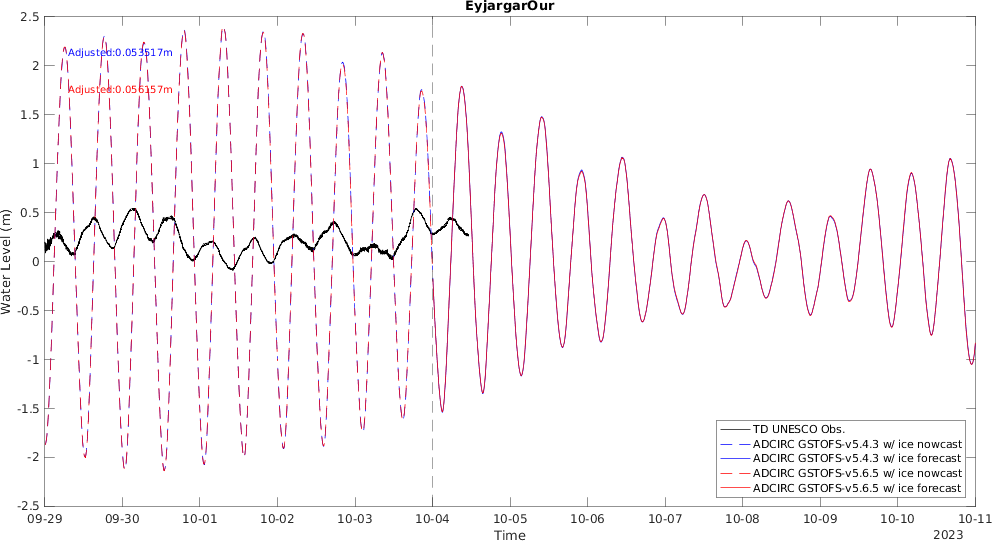 EyjargarOur
Adjusted:0.053517m
Adjusted:0.056157m
Water Level (m)
2.5
2
1.5
1
0.5
0
-0.5
-1
-1.5
-2
-2.5
TD UNESCO Obs.
ADCIRC GSTOFS-v5.4.3 w/ ice nowcast
ADCIRC GSTOFS-v5.4.3 w/ ice forecast
ADCIRC GSTOFS-v5.6.5 w/ ice nowcast
ADCIRC GSTOFS-v5.6.5 w/ ice forecast
09-29 09-30 10-01 10-02 10-03 10-04 10-05 10-06 10-07 10-08 10-09 10-10 10-11
Time
2023